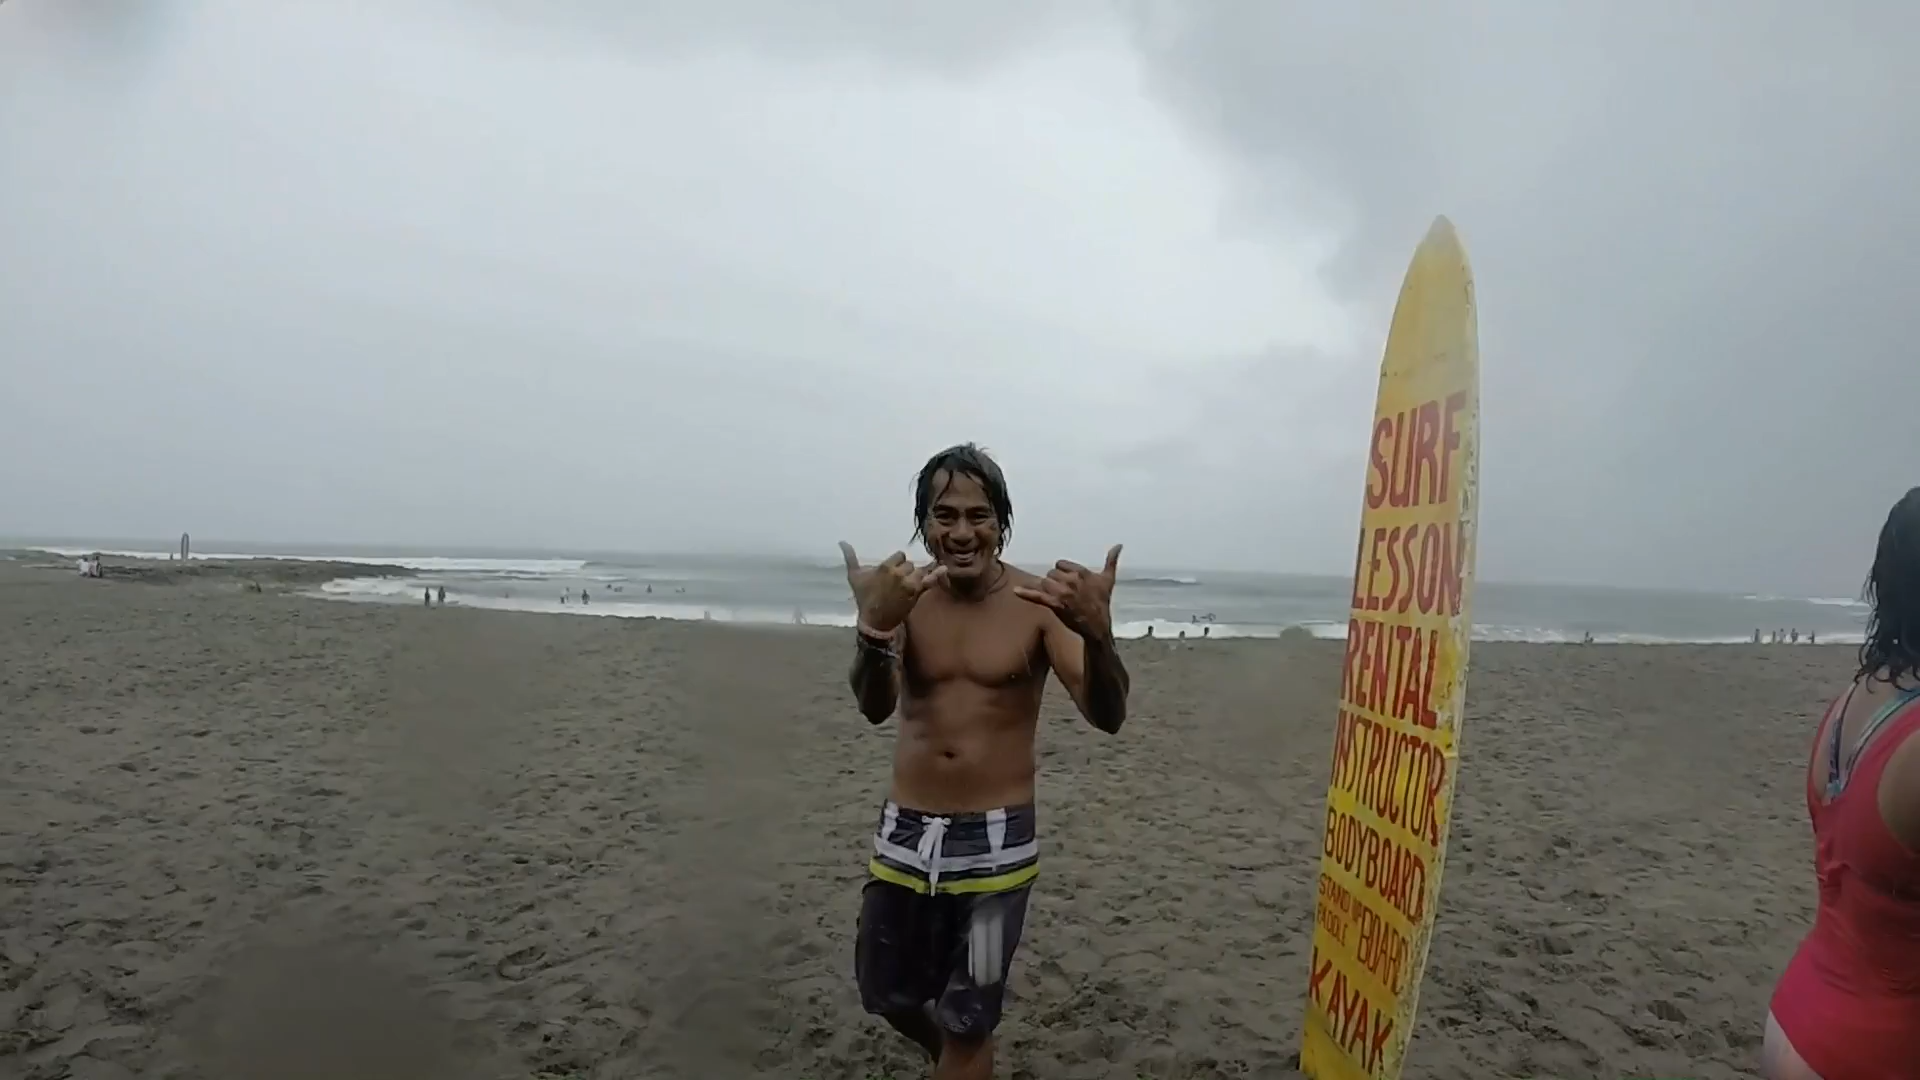 SURF
LESSON
RENTAL
INSTRUCTOR
BODYBOARD
STAND UP
PADDLE BOARD
KAYAK